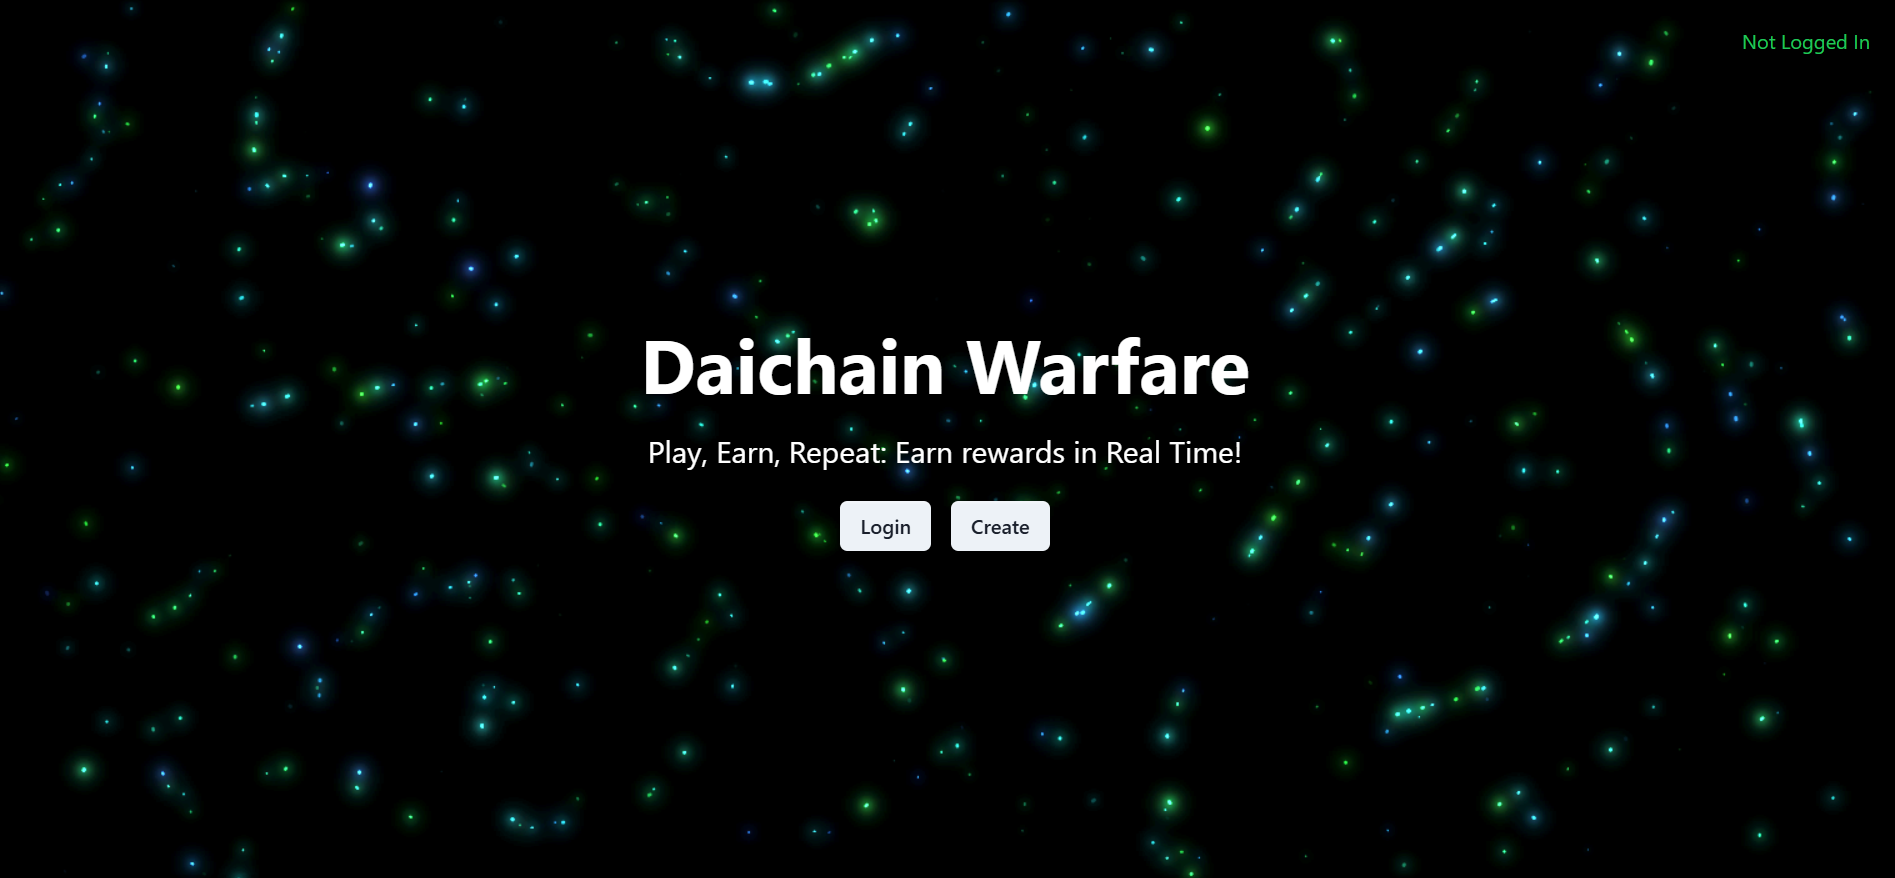 Not Logged In
Daichain Warfare
Play, Earn, Repeat: Earn rewards in Real Time!
Login
Create